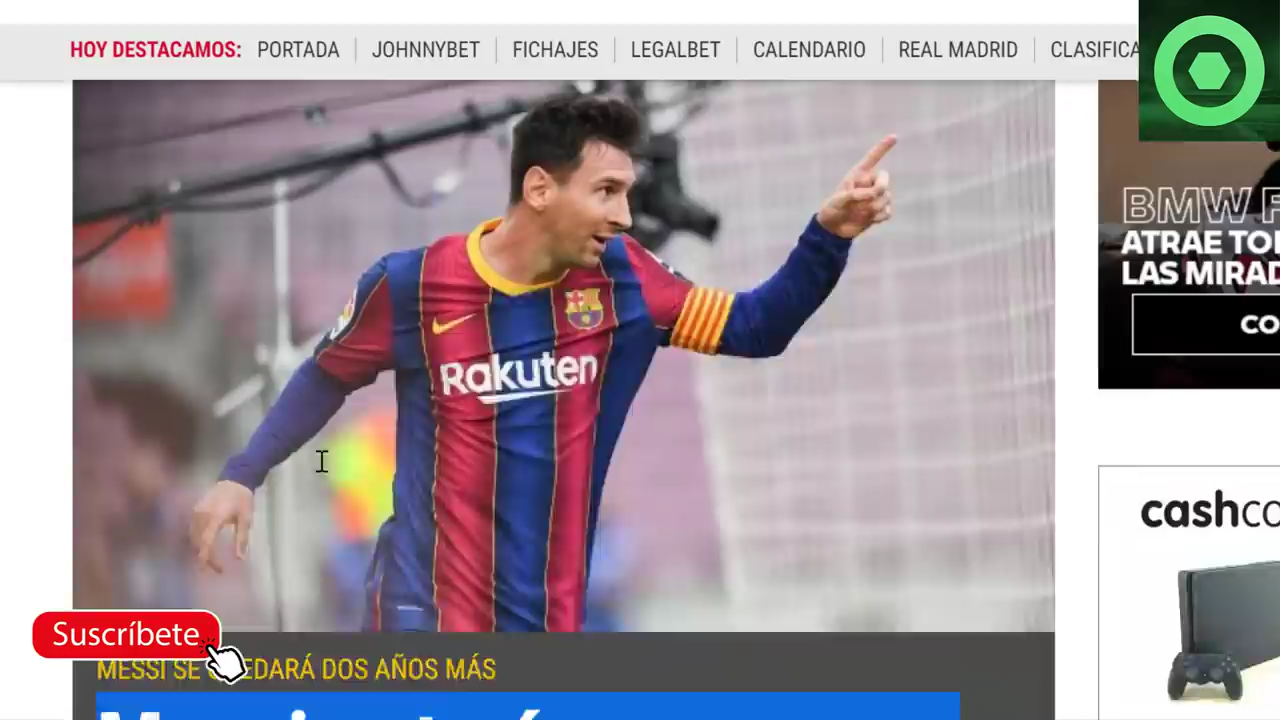 HOY DESTACAMOS: PORTADA JOHNNYBET FICHAJES LEGALBET CALENDARIO REAL MADRID CLASIFICA
Rakuten
BMW F
ATRAE TO
LAS MIRAD
CO
cashco
Suscríbete
MESSI SE EDARÁ DOS AÑOS MÁS